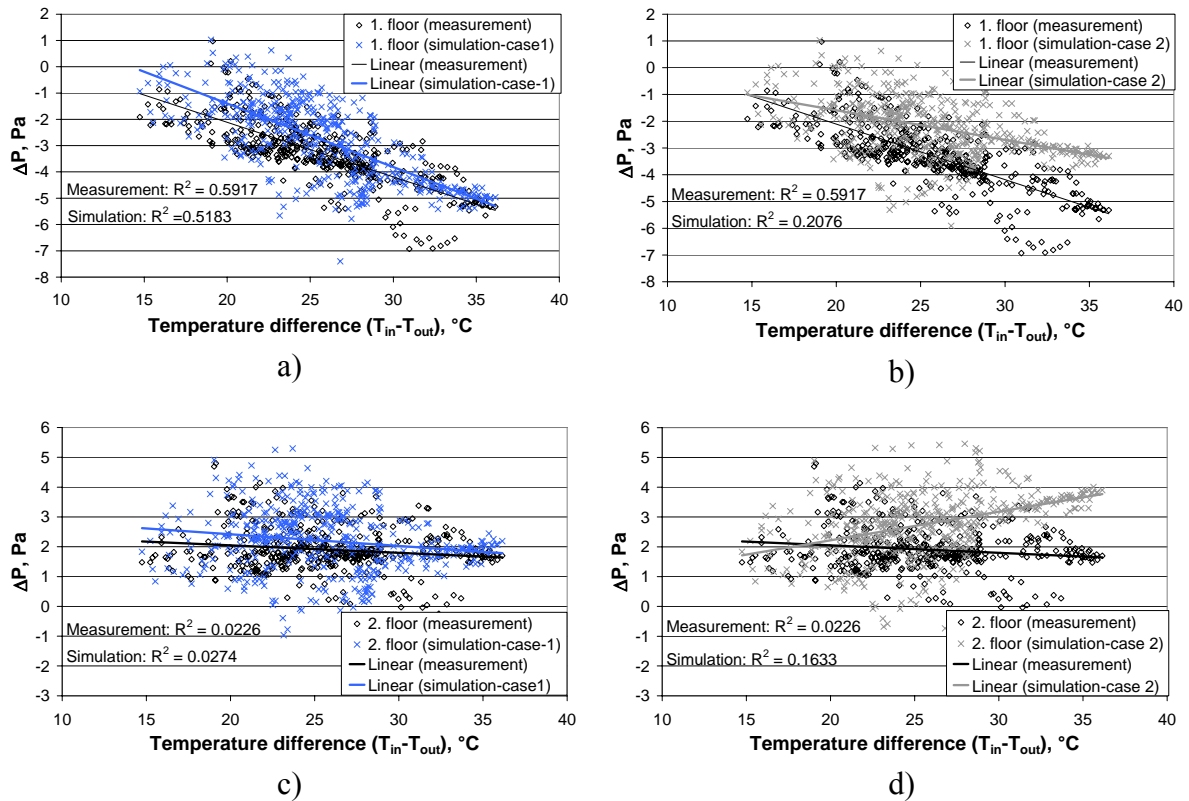 2
1
0
-1
-2
-3
-4
-5
-6
-7
-8
ΔP, Pa
1. floor (measurement)
1. floor (simulation-case1)
Linear (measurement)
Linear (simulation-case-1)
Measurement: R² = 0.5917
Simulation: R² =0.5183
10 15 20 25 30 35 40
Temperature difference (Tin-Tout), °C
a)
2
1
0
-1
-2
-3
-4
-5
-6
-7
-8
ΔP, Pa
1. floor (measurement)
1. floor (simulation-case 2)
Linear (measurement)
Linear (simulation-case 2)
Measurement: R² = 0.5917
Simulation: R² = 0.2076
10 15 20 25 30 35 40
Temperature difference (Tin-Tout), °C
b)
6
5
4
3
2
1
0
-1
-2
-3
ΔP, Pa
Measurement: R² = 0.0226
Simulation: R² = 0.0274
2. floor (measurement)
2. floor (simulation-case-1)
Linear (measurement)
Linear (simulation-case1)
10 15 20 25 30 35 40
Temperature difference (Tin-Tout), °C
c)
6
5
4
3
2
1
0
-1
-2
-3
ΔP, Pa
Measurement: R² = 0.0226
Simulation: R² = 0.1633
2. floor (measurement)
2. floor (simulation-case 2)
Linear (measurement)
Linear (simulation-case 2)
10 15 20 25 30 35 40
Temperature difference (Tin-Tout), °C
d)